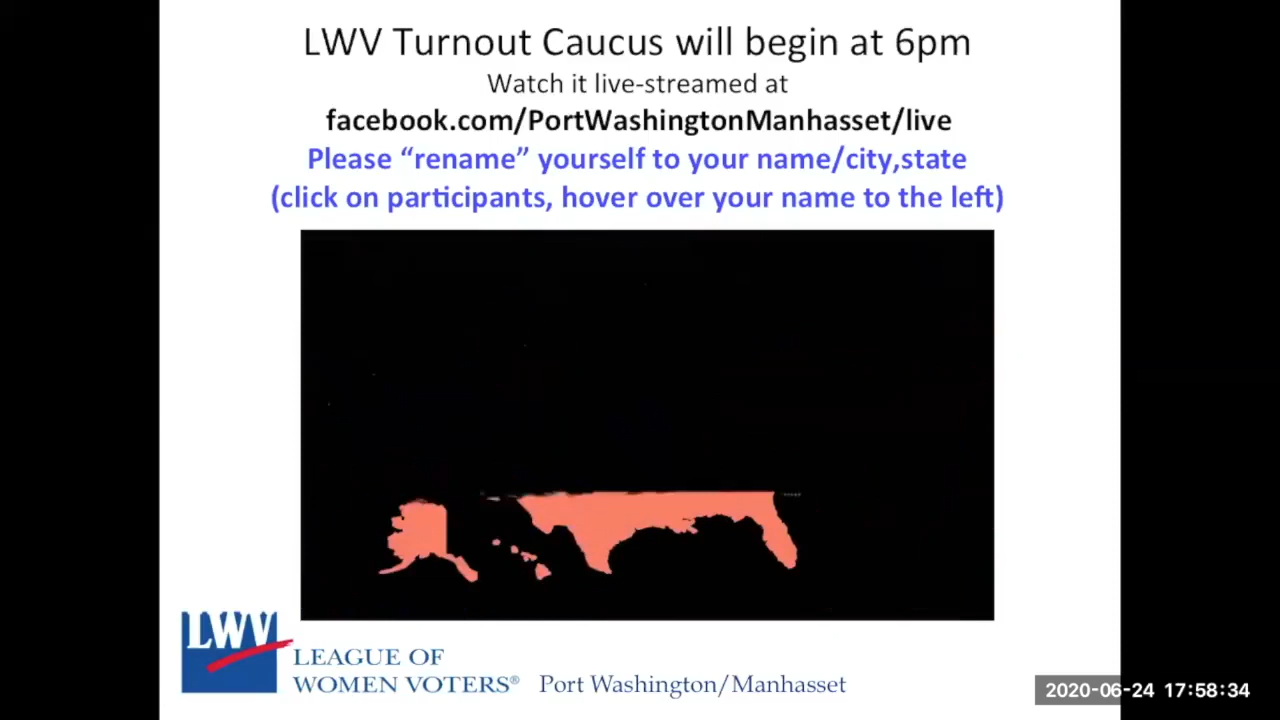 LWV Turnout Caucus will begin at 6pm
Watch it live-streamed at
facebook.com/PortWashingtonManhasset/live
Please “rename” yourself to your name/city,state
(click on participants, hover over your name to the left)
LWV
LEAGUE OF
WOMEN VOTERS® Port Washington/Manhasset
2020-06-24 17:58:34